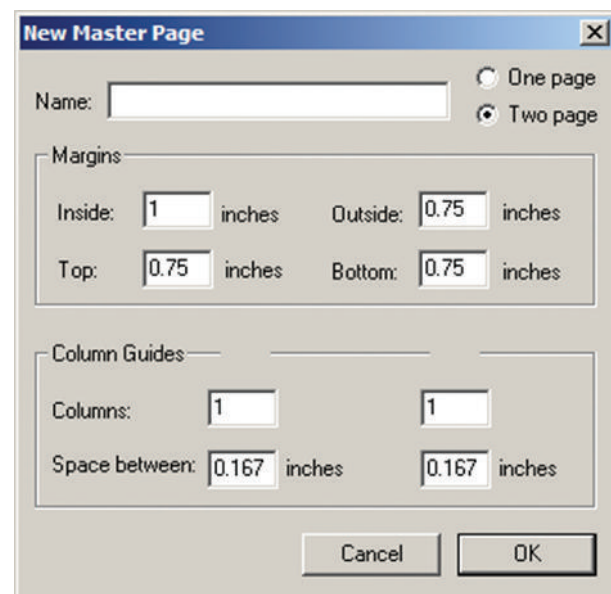 New Master Page
One page
Name:
Two page
Margins
Inside: 1 inches Outside: 0.75 inches
Top: 0.75 inches Bottom: 0.75 inches
Column Guides
Columns: 1 1
Space between: 0.167 inches 0.167 inches
Cancel OK